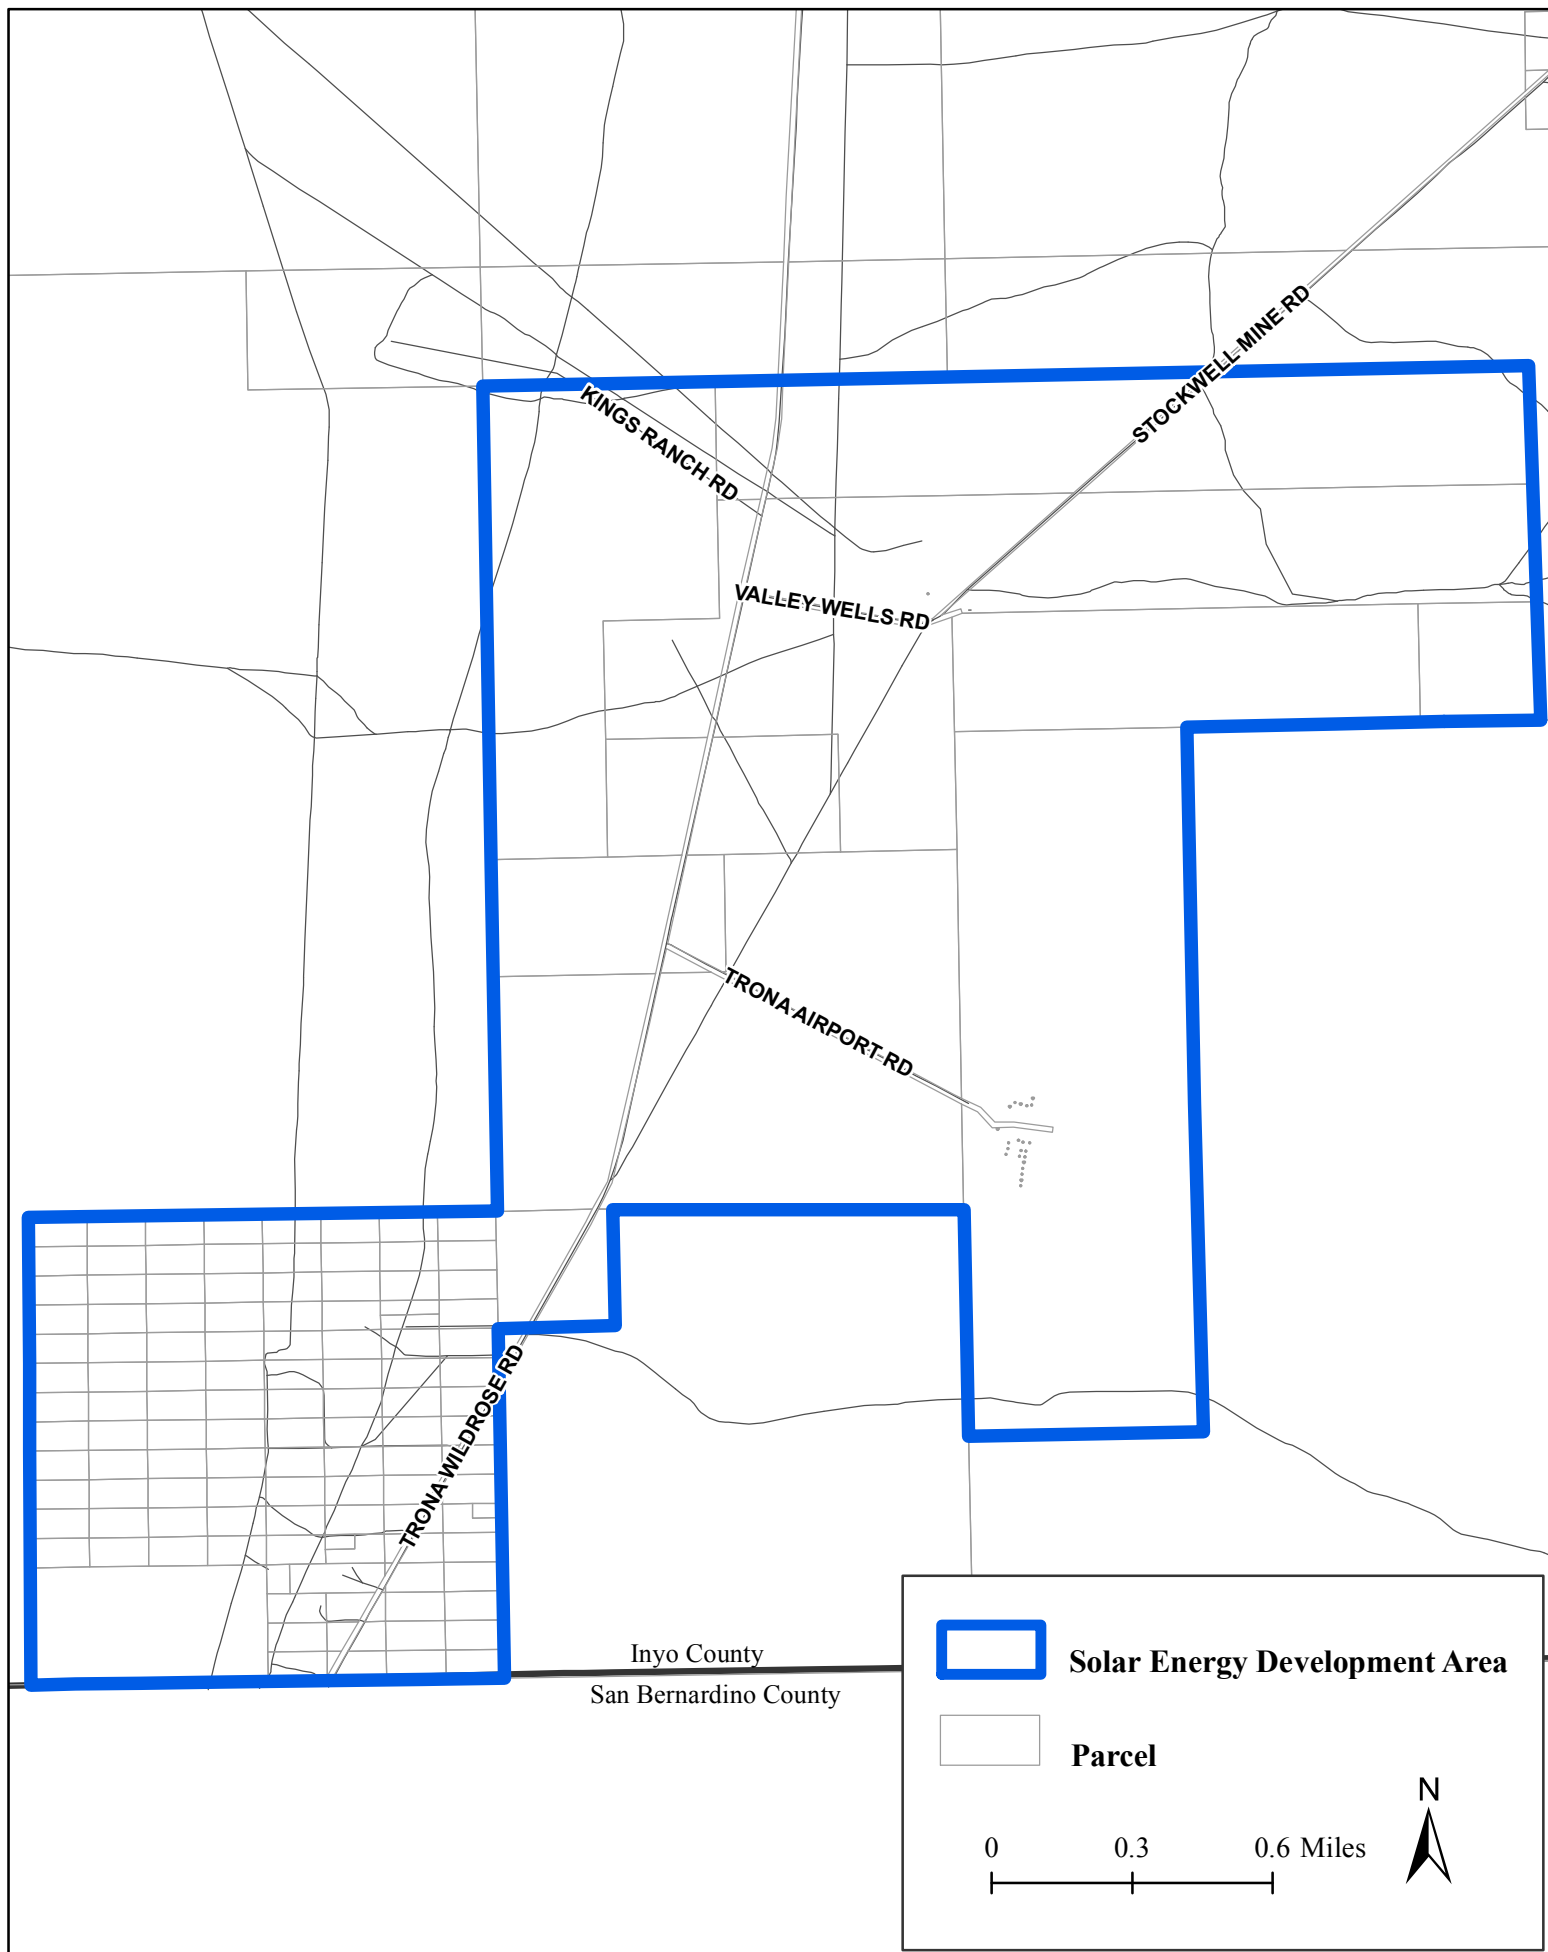 STOCKWELL MINE RD
KINGS RANCH RD
VALLEY WELLS RD
TRONA AIRPORT RD
TRONA WILDROSE RD
Inyo County
San Bernardino County
Solar Energy Development Area
Parcel
N
0 0.3 0.6 Miles